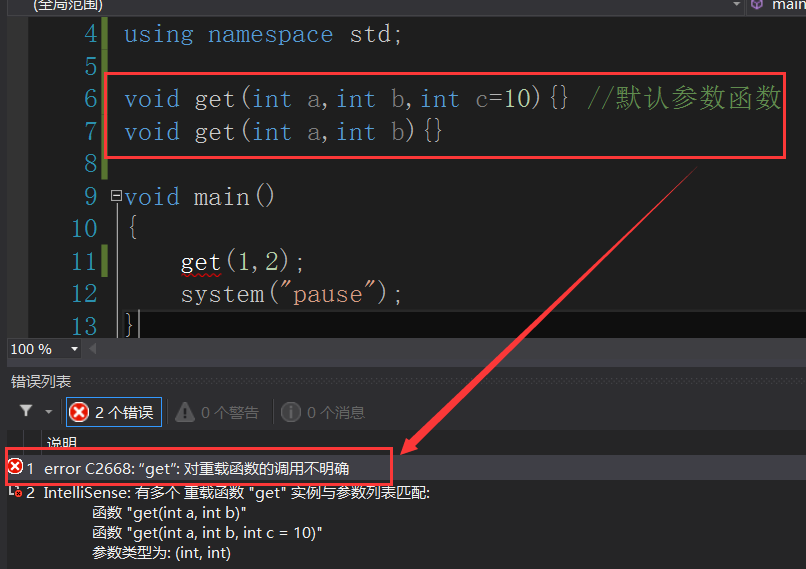 (全局范围)
main
4 using namespace std;
5
6 void get(int a,int b,int c=10){} //默认参数函数
7 void get(int a,int b){}
8
9 void main()
10 {
11 get(1,2);
12 system("pause");
13 }
100 %
错误列表
2 个错误 0 个警告 0 个消息
说明
1 error C2668: “get”: 对重载函数的调用不明确
2 IntelliSense: 有多个 重载函数 "get" 实例与参数列表匹配:
函数 "get(int a, int b)"
函数 "get(int a, int b, int c = 10)"
参数类型为: (int, int)